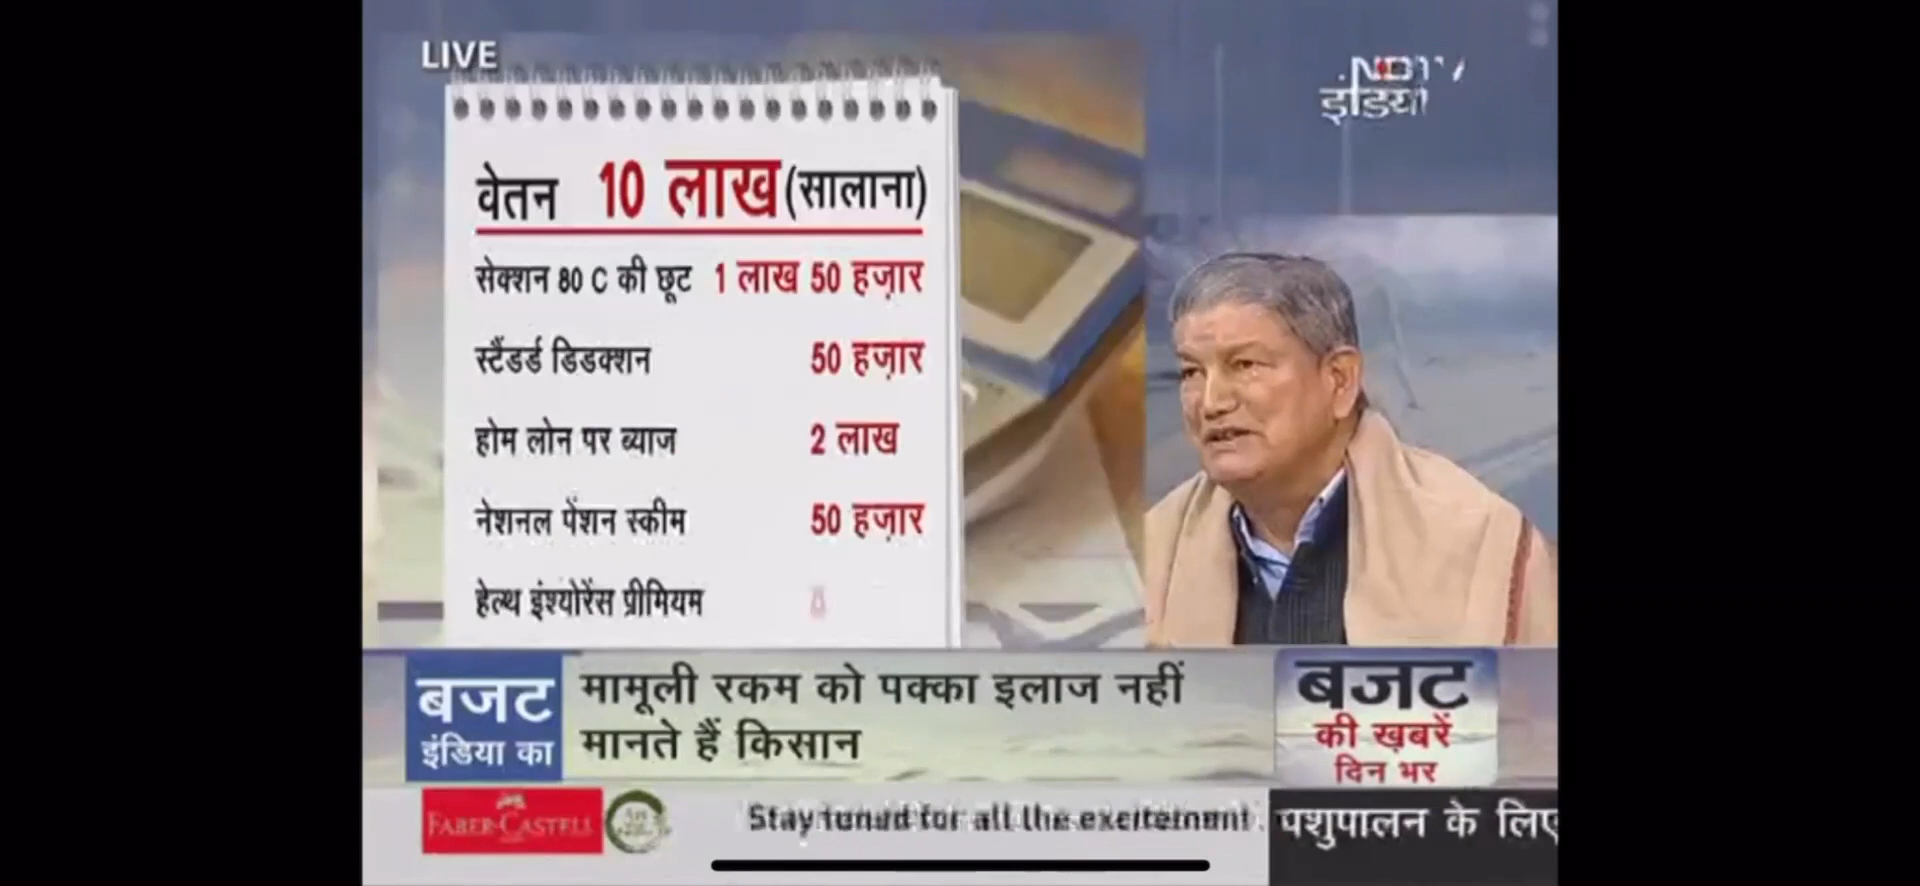 LIVE
NDTV
इंडिया
वेतन 10 लाख (सालाना)
सेक्शन 80 C की छूट 1 लाख 50 हज़ार
स्टैंडर्ड डिडक्शन 50 हज़ार
होम लोन पर ब्याज 2 लाख
नेशनल पेंशन स्कीम 50 हज़ार
हेल्थ इंश्योरेंस प्रीमियम
बजट
इंडिया का
मामूली रकम को पक्का इलाज नहीं
मानते हैं किसान
बजट
की ख़बरें
दिन भर
FABER-CASTELL
Stay tuned for all the excitement
पशुपालन के लिए